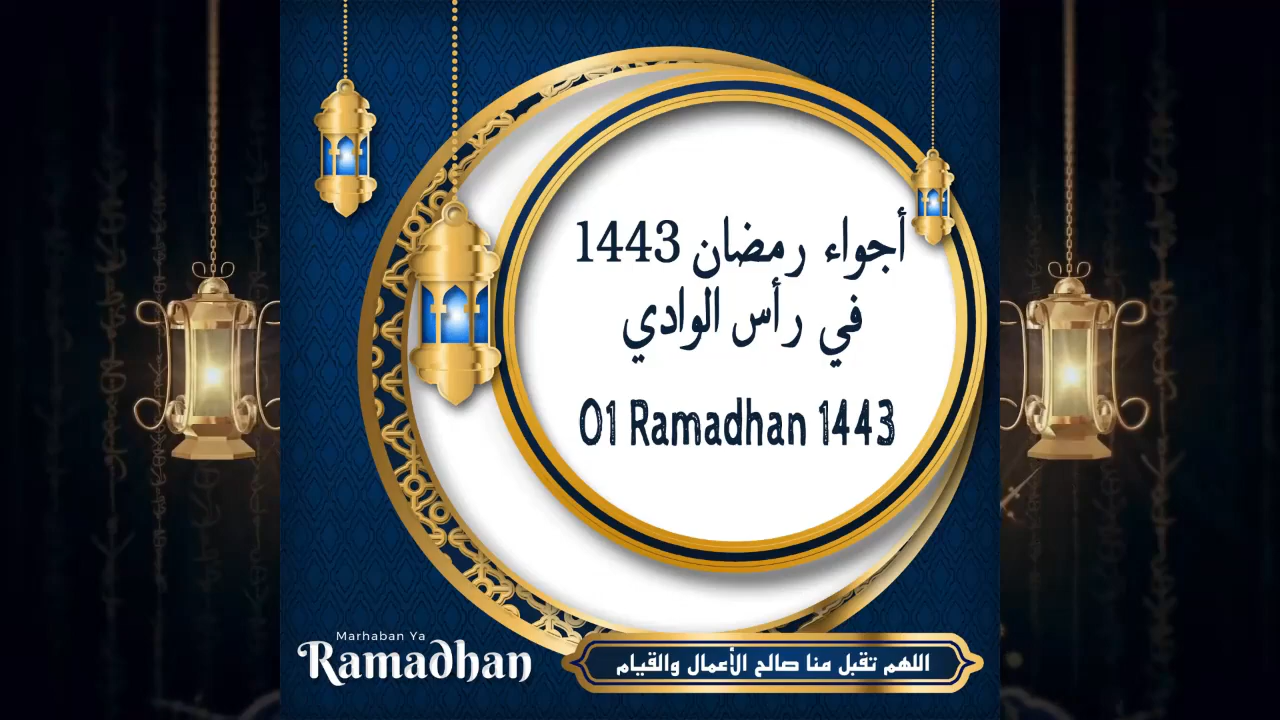 أجواء رمضان 1443
في رأس الوادي
01 Ramadhan 1443
Marhaban Ya
Ramadhan
اللهم تقبل منا صالح الأعمال والقيام